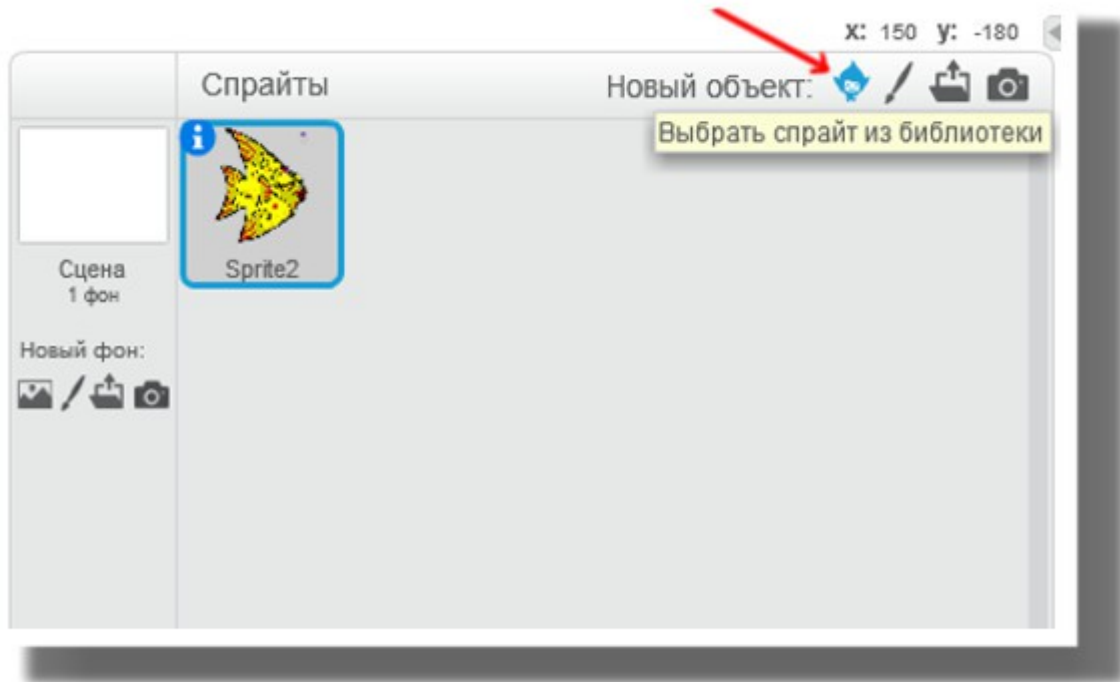 x: 150 y: -180
Спрайты
Новый объект:
Выбрать спрайт из библиотеки
i
Sprite2
Сцена
1 фон
Новый фон: